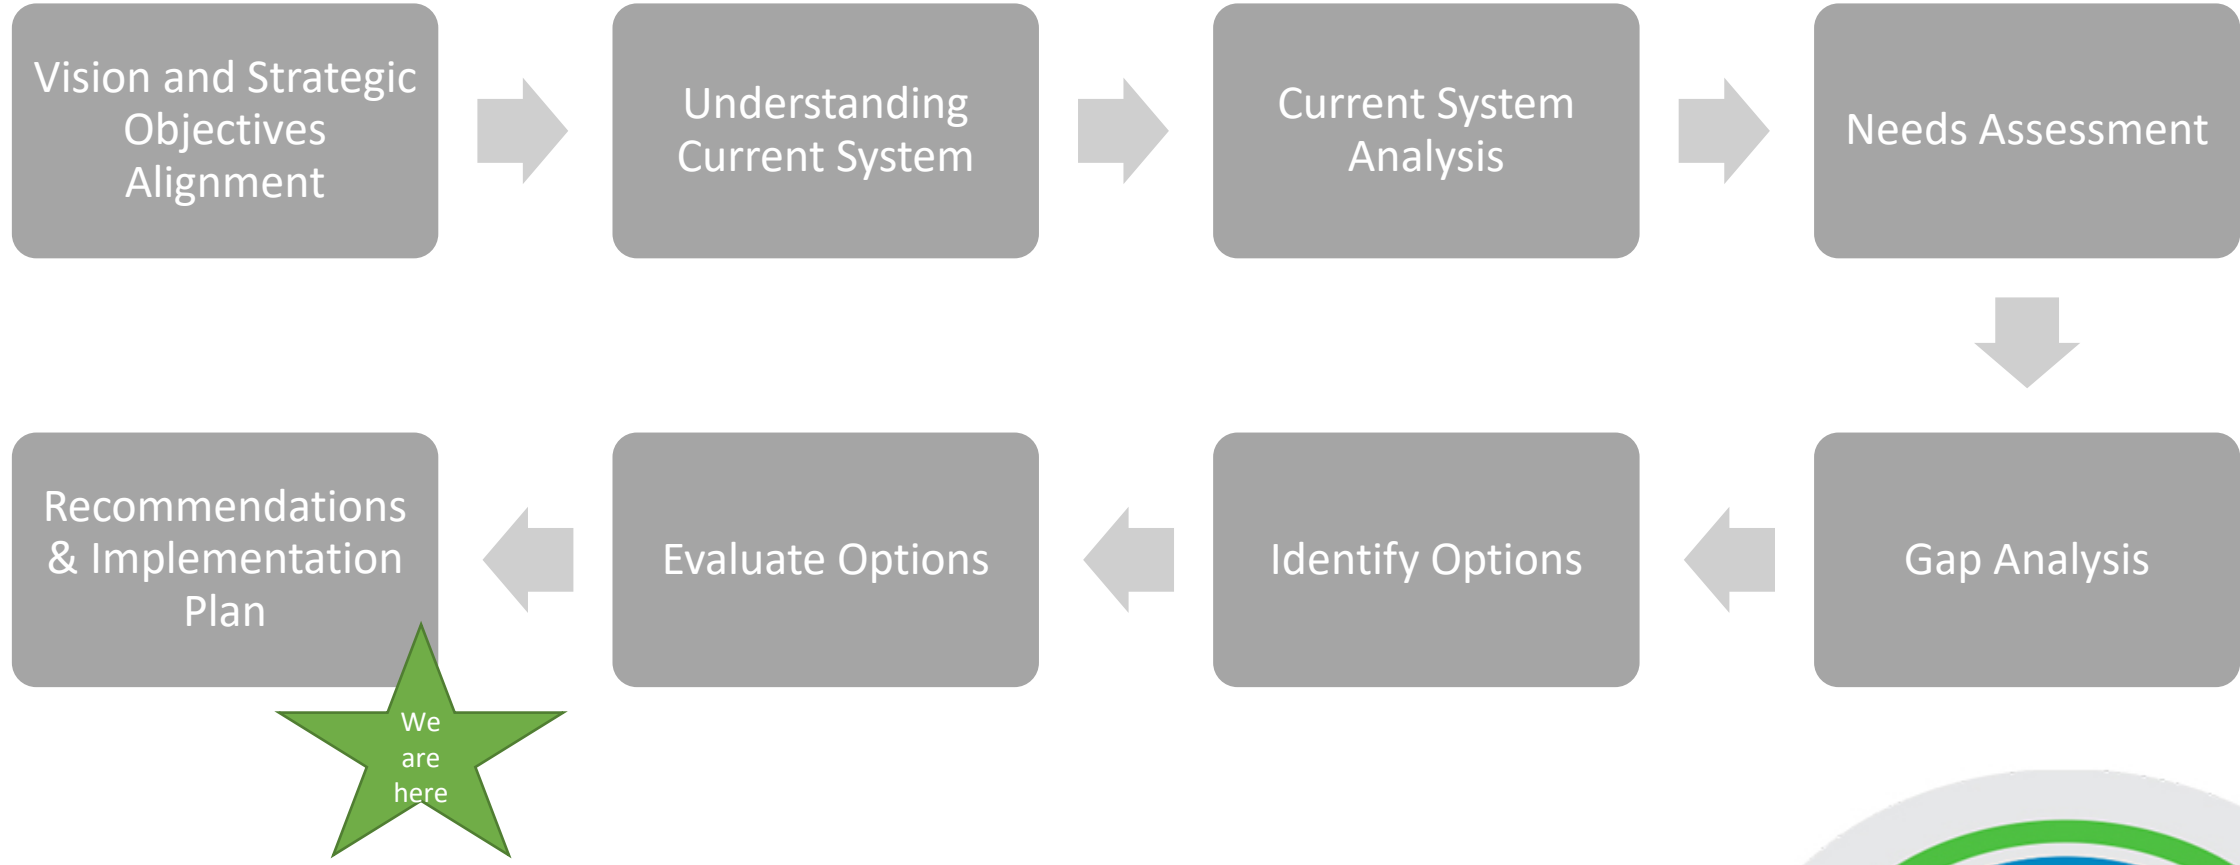 Vision and Strategic
Objectives
Alignment
Understanding
Current System
Current System
Analysis
Needs Assessment
Gap Analysis
Identify Options
Evaluate Options
Recommendations
& Implementation
Plan
We
are
here